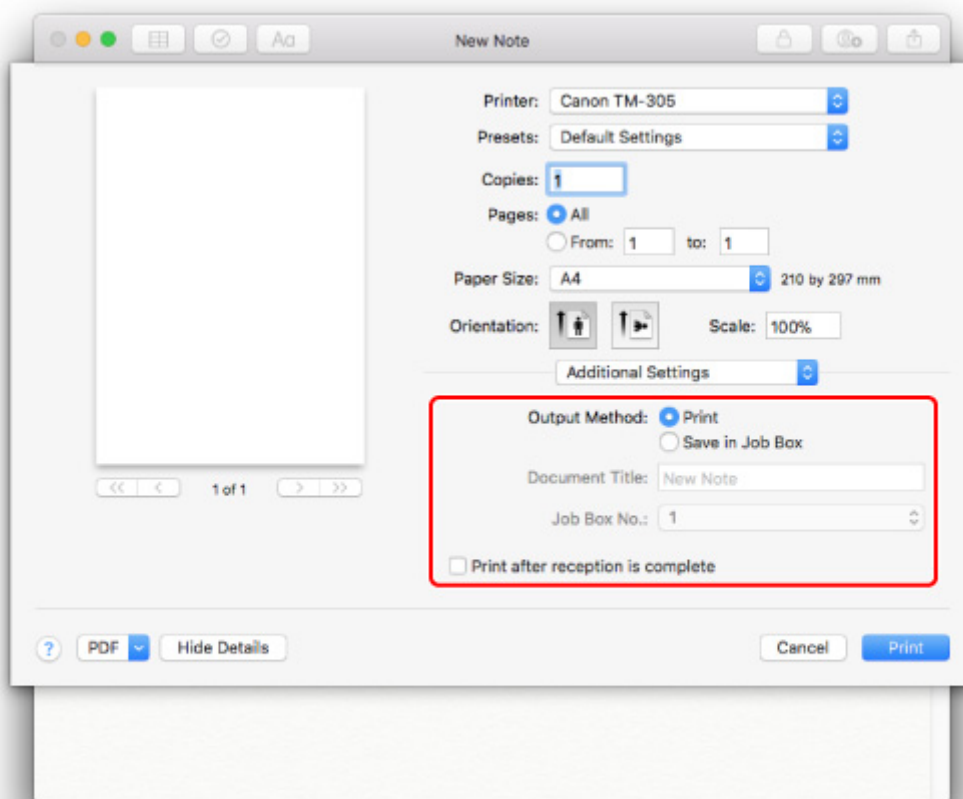 Aa
New Note
Printer: Canon TM-305
Presets: Default Settings
Copies: 1
Pages: All
From: 1 to: 1
Paper Size: A4 210 by 297 mm
Orientation: Scale: 100%
Additional Settings
Output Method: Print
Save in Job Box
Document Title: New Note
Job Box No.: 1
Print after reception is complete
<< < 1 of 1 > >>
? PDF Hide Details Cancel Print